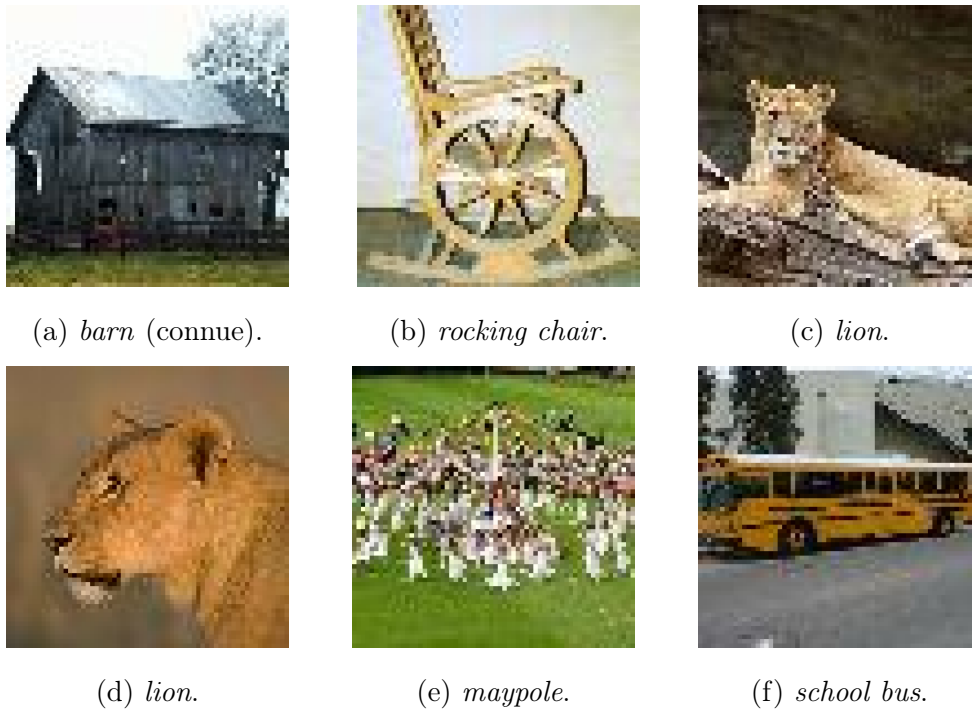 (a) barn (connue).
(b) rocking chair.
(c) lion.
(d) lion.
(e) maypole.
(f) school bus.